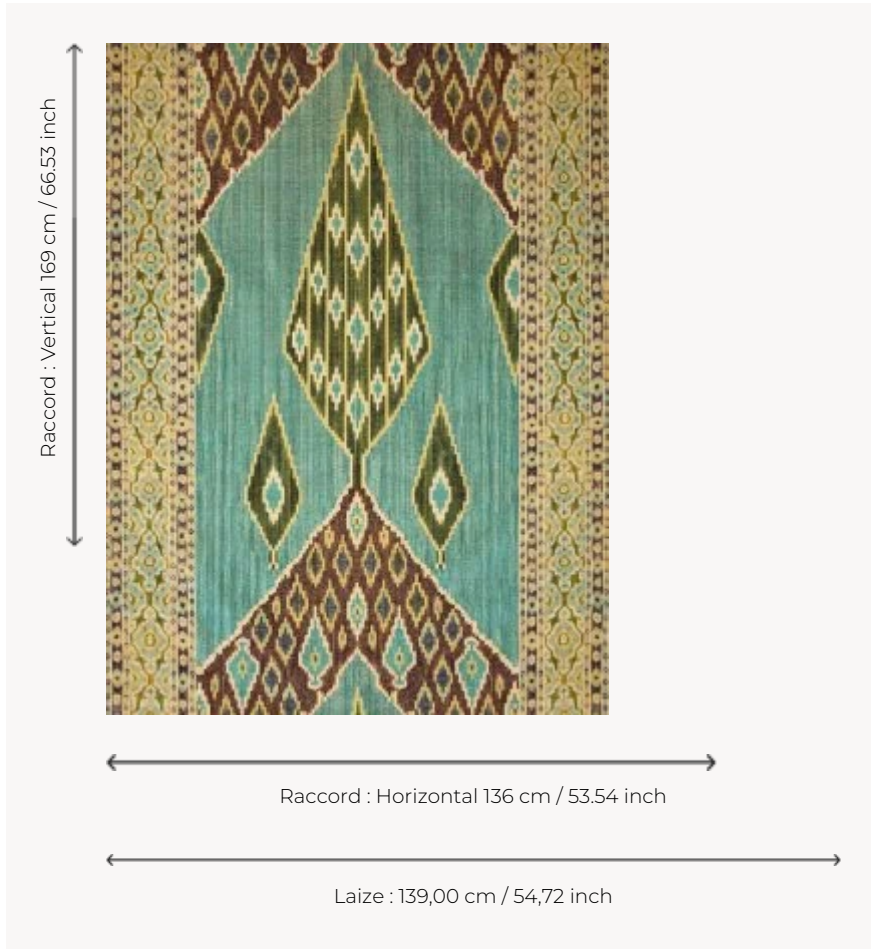 Raccord : Vertical 169 cm / 66.53 inch
Raccord : Horizontal 136 cm / 53.54 inch
Laize : 139,00 cm / 54,72 inch